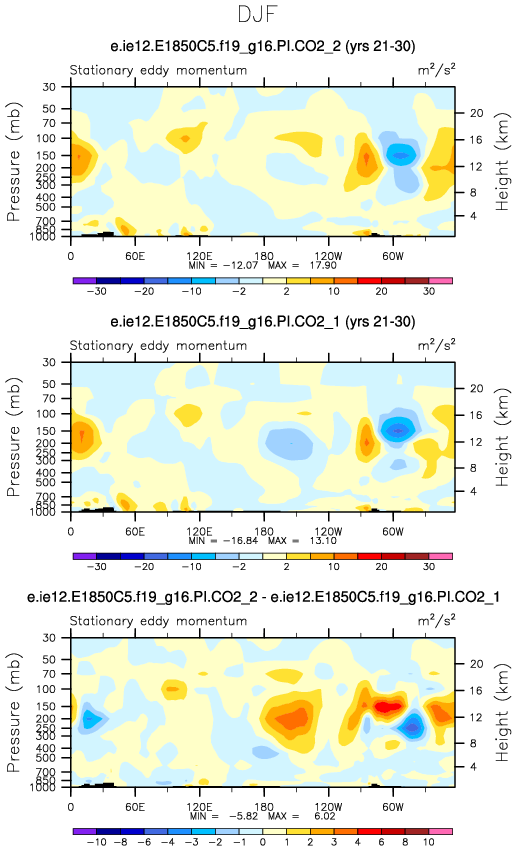 DJF
e.ie12.E1850C5.f19_g16.PI.CO2_2 (yrs 21-30)
Stationary eddy momentum m²/s²
Pressure (mb)
30
50
70
100
150
200
250
300
400
500
700
850
1000
20
16
12
8
4
Height (km)
0 60E 120E 180 120W 60W
MIN = -12.07 MAX = 17.90
-30 -20 -10 -2 2 10 20 30
e.ie12.E1850C5.f19_g16.PI.CO2_1 (yrs 21-30)
Stationary eddy momentum m²/s²
Pressure (mb)
30
50
70
100
150
200
250
300
400
500
700
850
1000
20
16
12
8
4
Height (km)
0 60E 120E 180 120W 60W
MIN = -16.84 MAX = 13.10
-30 -20 -10 -2 2 10 20 30
e.ie12.E1850C5.f19_g16.PI.CO2_2 - e.ie12.E1850C5.f19_g16.PI.CO2_1
Stationary eddy momentum m²/s²
Pressure (mb)
30
50
70
100
150
200
250
300
400
500
700
850
1000
20
16
12
8
4
Height (km)
0 60E 120E 180 120W 60W
MIN = -5.82 MAX = 6.02
-10 -8 -6 -4 -2 -1 0 1 2 4 6 8 10